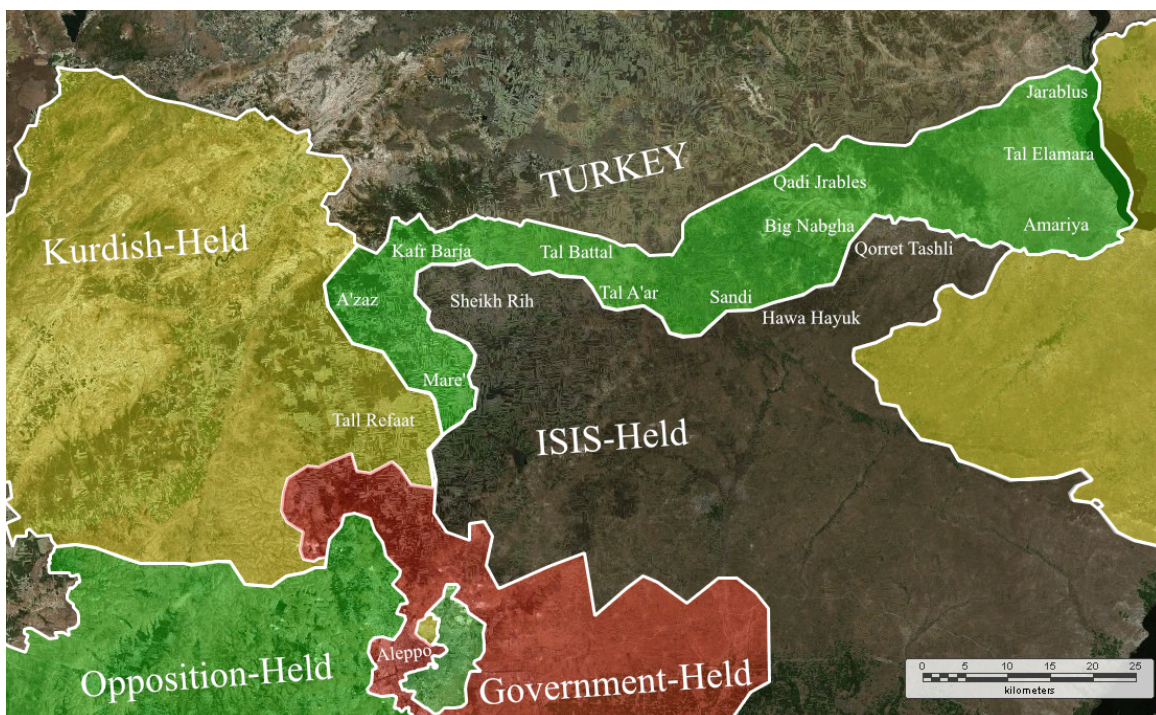 Jarablus
TURKEY
Tal Elamara
Qadi Jrables
Kurdish-Held
Kafr Barja
Tal Battal
Big Nabgha
Amariya
Qorret Tashli
A'zaz
Sheikh Rih
Tal A'ar
Sandi
Hawa Hayuk
Mare'
Tall Refaat
ISIS-Held
Aleppo
Opposition-Held
Government-Held
0 5 10 15 20 25
kilometers